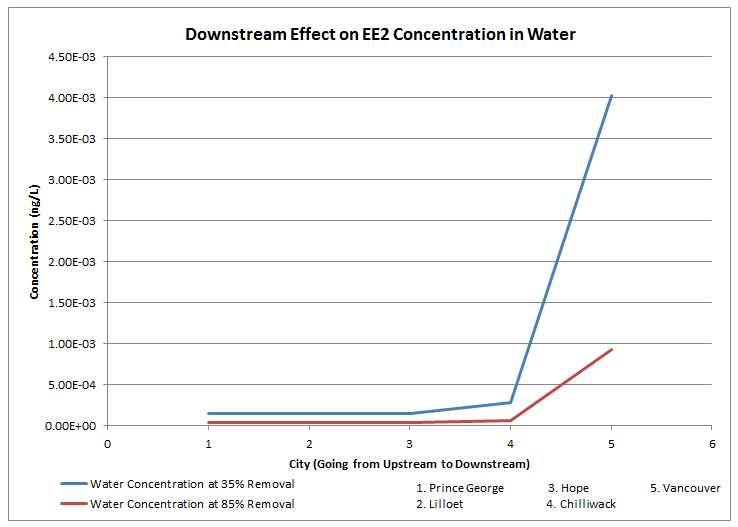 Downstream Effect on EE2 Concentration in Water
4.50E-03
4.00E-03
3.50E-03
3.00E-03
2.50E-03
2.00E-03
1.50E-03
1.00E-03
5.00E-04
0.00E+00
Concentration (ng/L)
0 1 2 3 4 5 6
City (Going from Upstream to Downstream)
Water Concentration at 35% Removal
Water Concentration at 85% Removal
1. Prince George 3. Hope 5. Vancouver
2. Lilloet 4. Chilliwack